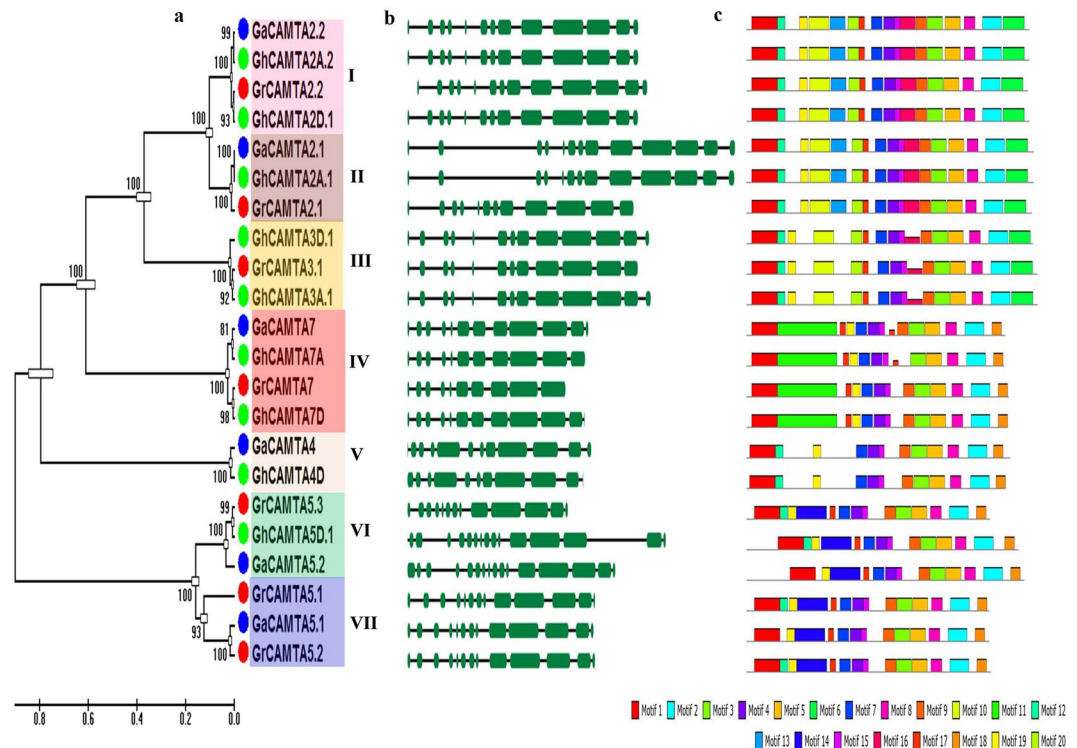 a b c
99 GaCAMTA2.2
GhCAMTA2A.2
100 I
GrCAMTA2.2
93 GhCAMTA2D.1
100
GaCAMTA2.1
GhCAMTA2A.1 II
100 GrCAMTA2.1
100
GhCAMTA3D.1
GrCAMTA3.1 III
100
92 GhCAMTA3A.1
100
81 GaCAMTA7
GhCAMTA7A IV
100 GrCAMTA7
98 GhCAMTA7D
GaCAMTA4
V
100 GhCAMTA4D
99 GrCAMTA5.3
100 GhCAMTA5D.1 VI
GaCAMTA5.2
100 GrCAMTA5.1
93 GaCAMTA5.1 VII
100 GrCAMTA5.2
0.8 0.6 0.4 0.2 0.0
Motif 1 Motif 2 Motif 3 Motif 4 Motif 5 Motif 6 Motif 7 Motif 8 Motif 9 Motif 10 Motif 11 Motif 12
Motif 13 Motif 14 Motif 15 Motif 16 Motif 17 Motif 18 Motif 19 Motif 20